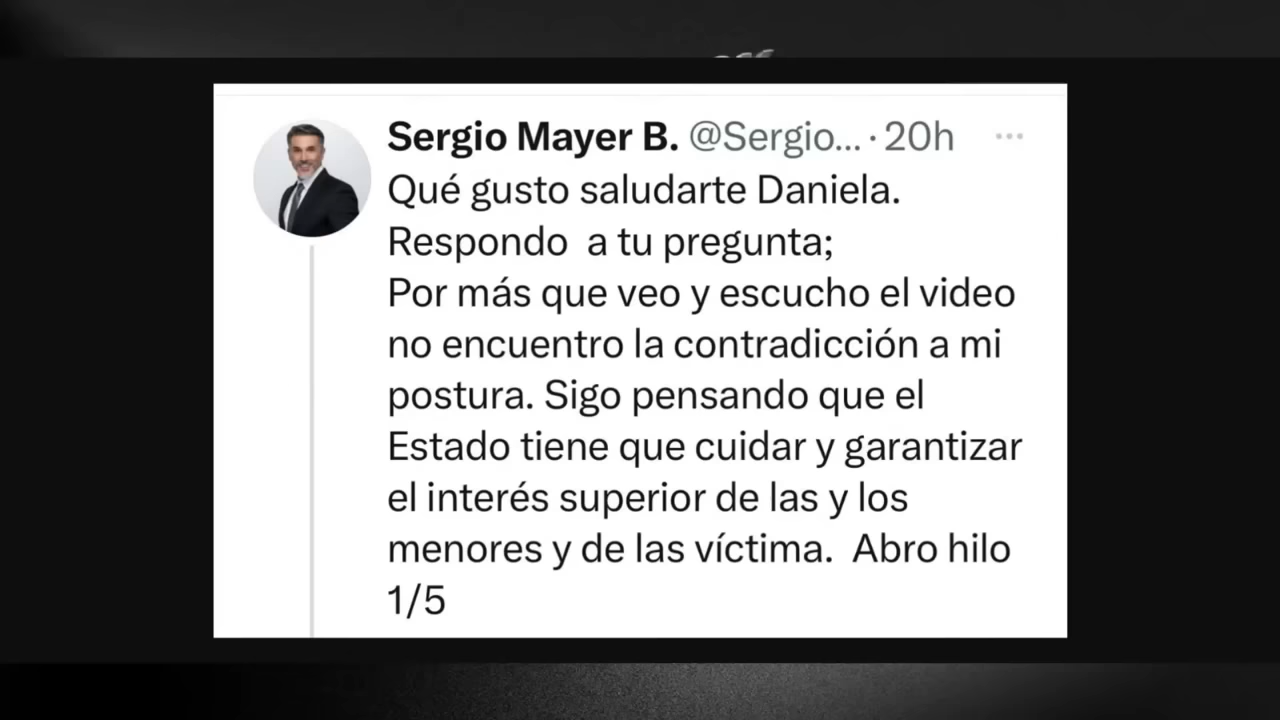 Sergio Mayer B. @Sergio... · 20h
Qué gusto saludarte Daniela.
Respondo  a tu pregunta;
Por más que veo y escucho el video
no encuentro la contradicción a mi
postura. Sigo pensando que el
Estado tiene que cuidar y garantizar
el interés superior de las y los
menores y de las víctima.  Abro hilo
1/5